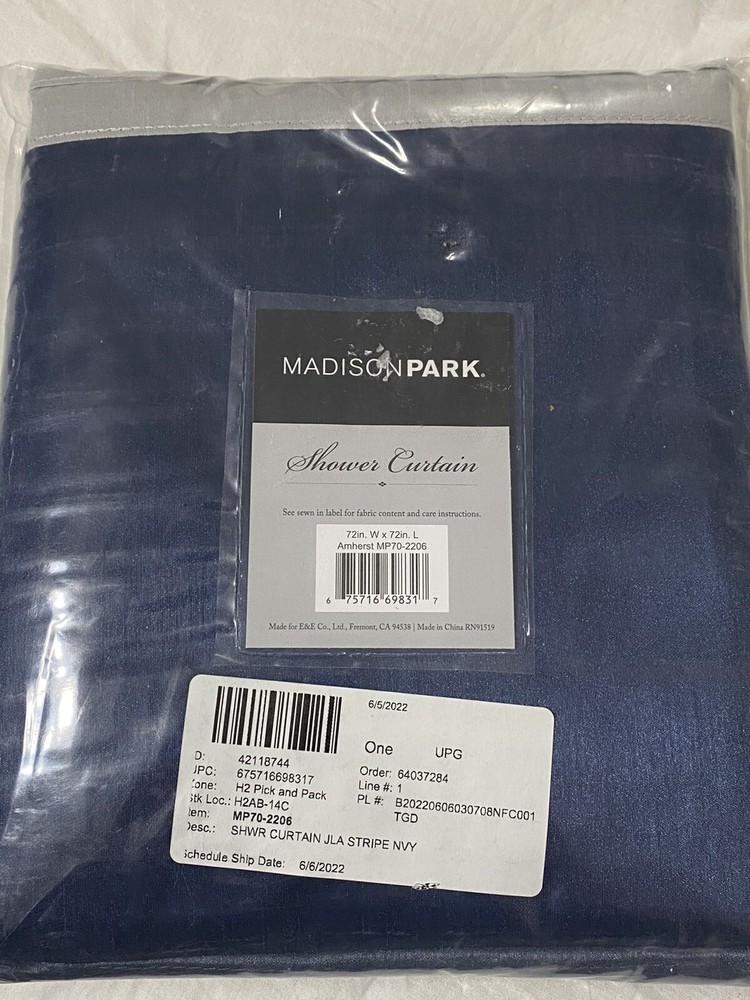 MADISONPARK.
Shower Curtain
See sewn in label for fabric content and care instructions.
72in. W x 72in. L
Amherst MP70-2206
6 75716 69831 7
Made for E&E Co., Ltd., Fremont, CA 94538 | Made in China RN91519
6/5/2022
One UPG
D: 42118744
UPC: 675716698317
Zone: H2 Pick and Pack
Stk Loc.: H2AB-14C
Item: MP70-2206
Desc.: SHWR CURTAIN JLA STRIPE NVY
Schedule Ship Date: 6/6/2022
Order: 64037284
Line #: 1
PL #: B20220606030708NFC001
TGD